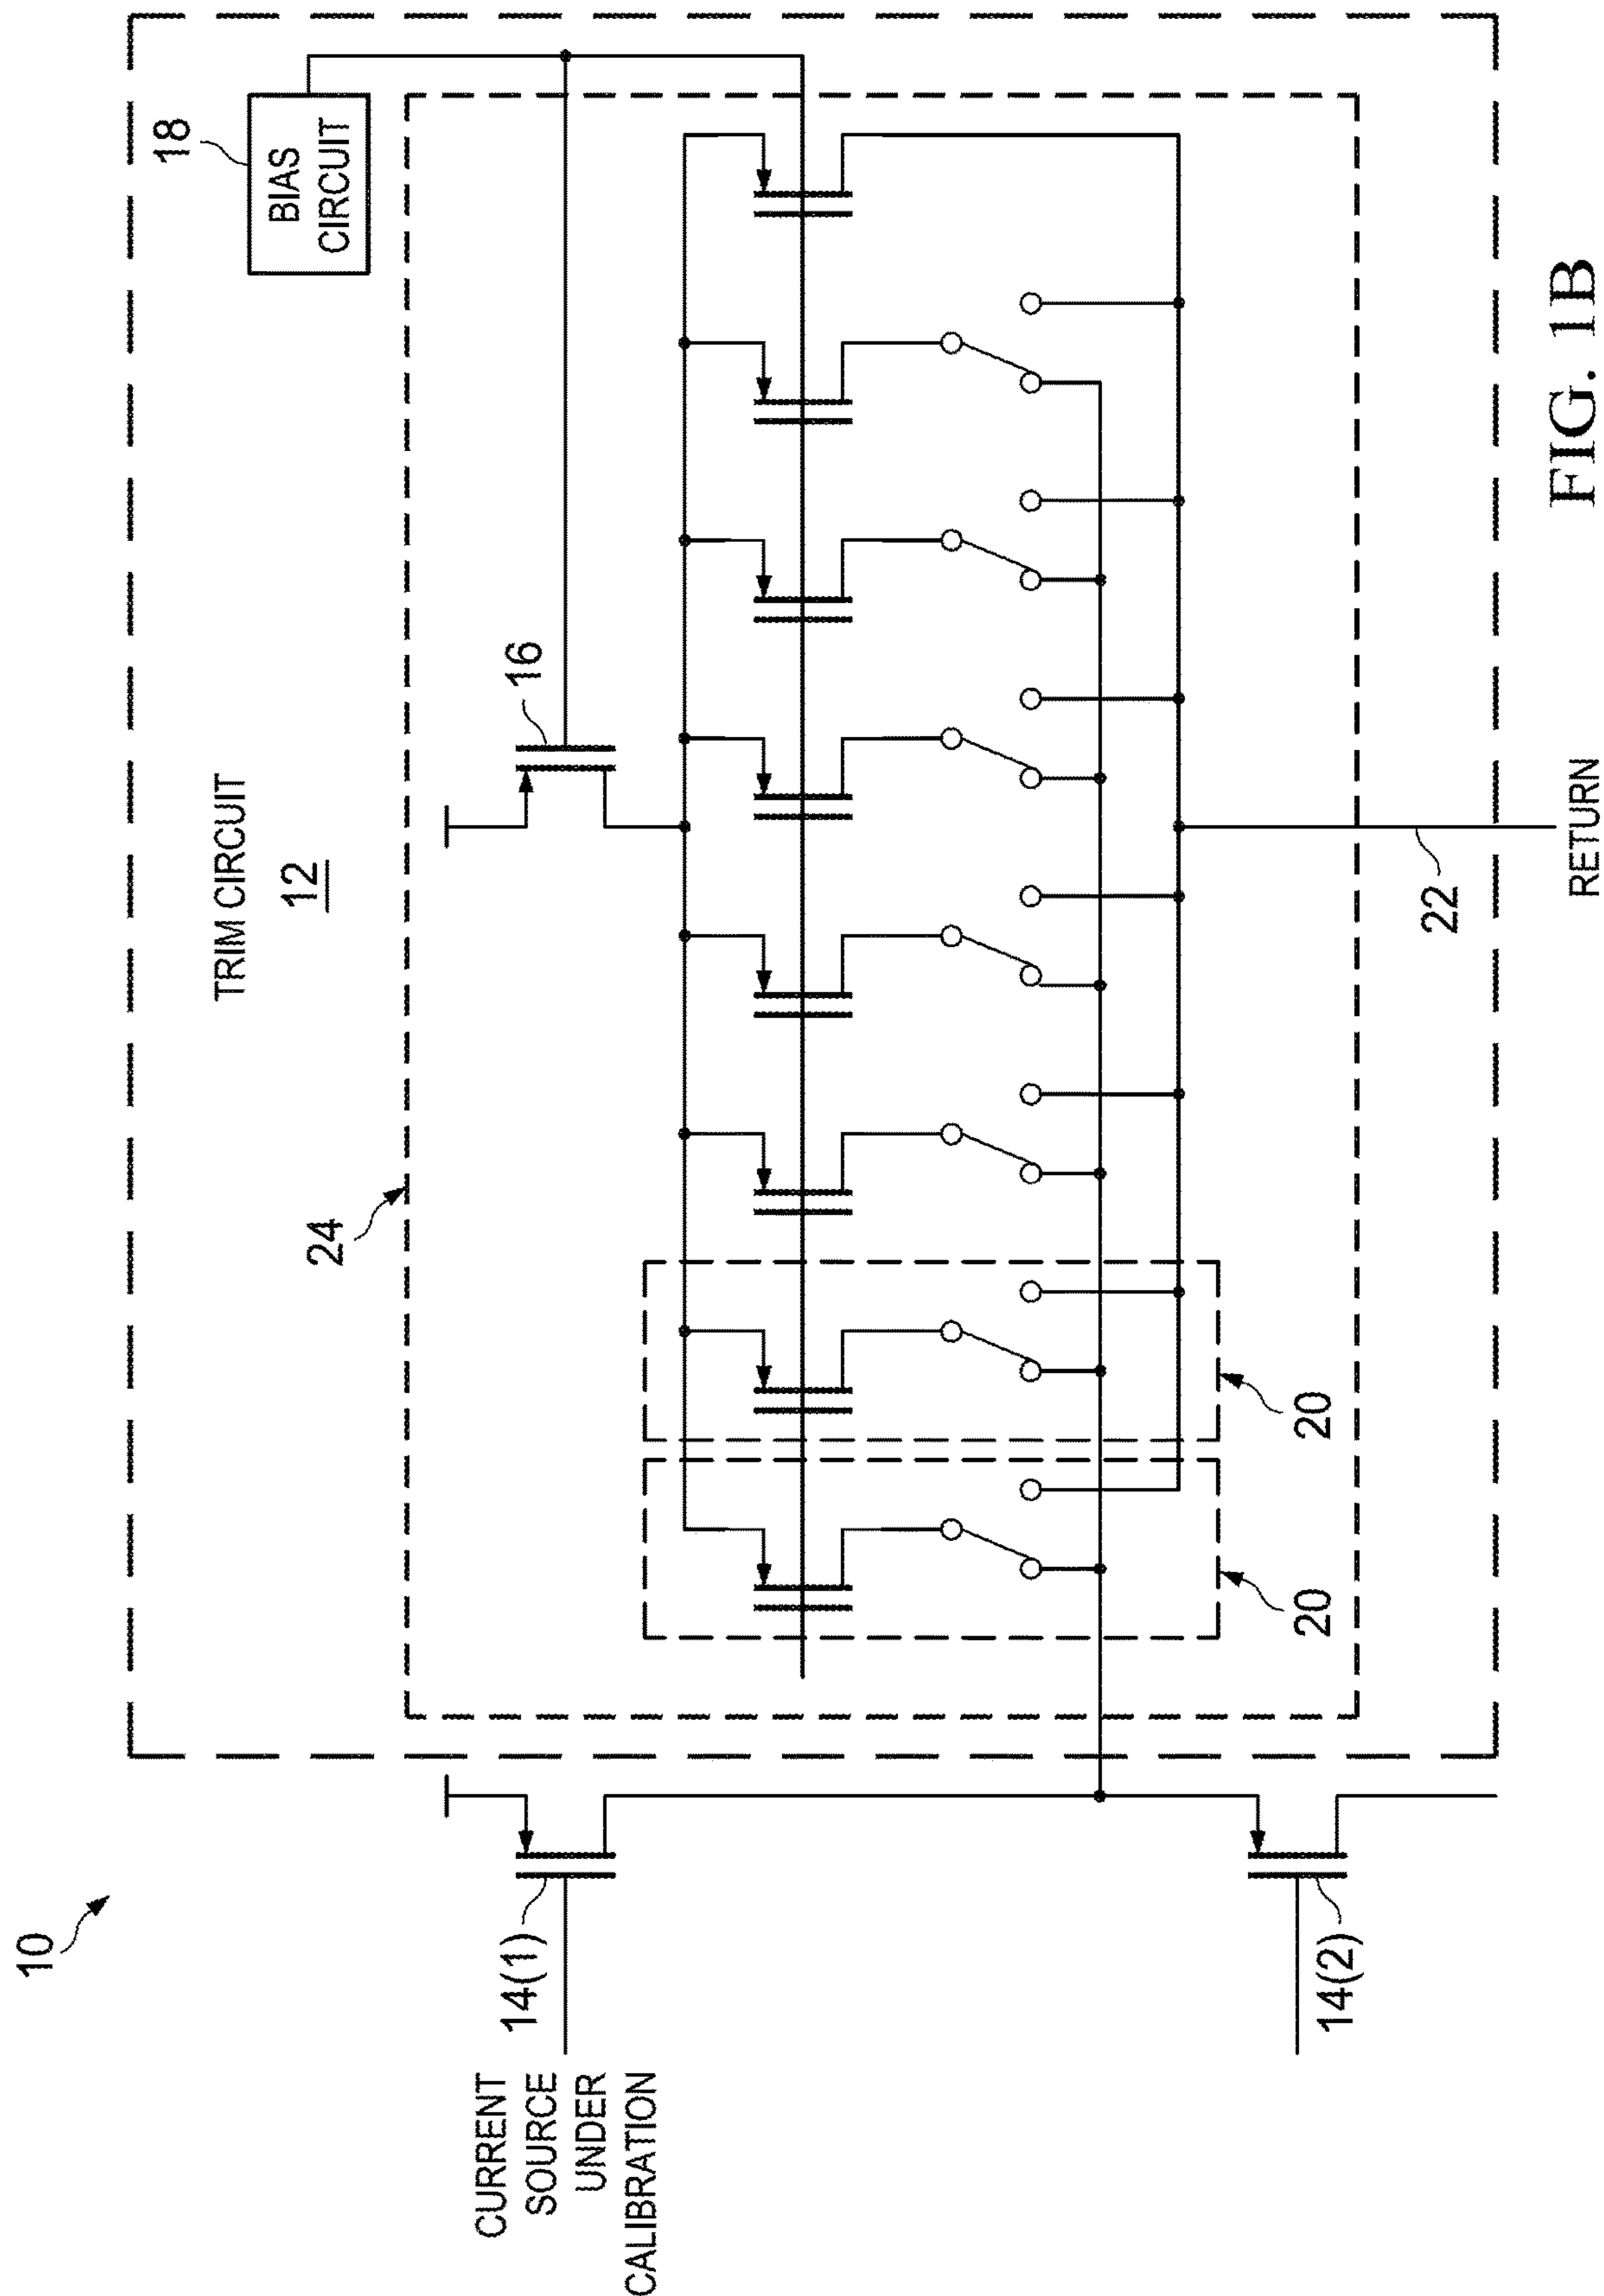 10
TRIM CIRCUIT
12
18
BIAS
CIRCUIT
24
16
14(1)
CURRENT
SOURCE
UNDER
CALIBRATION
20
20
22
14(2)
RETURN
FIG. 1B